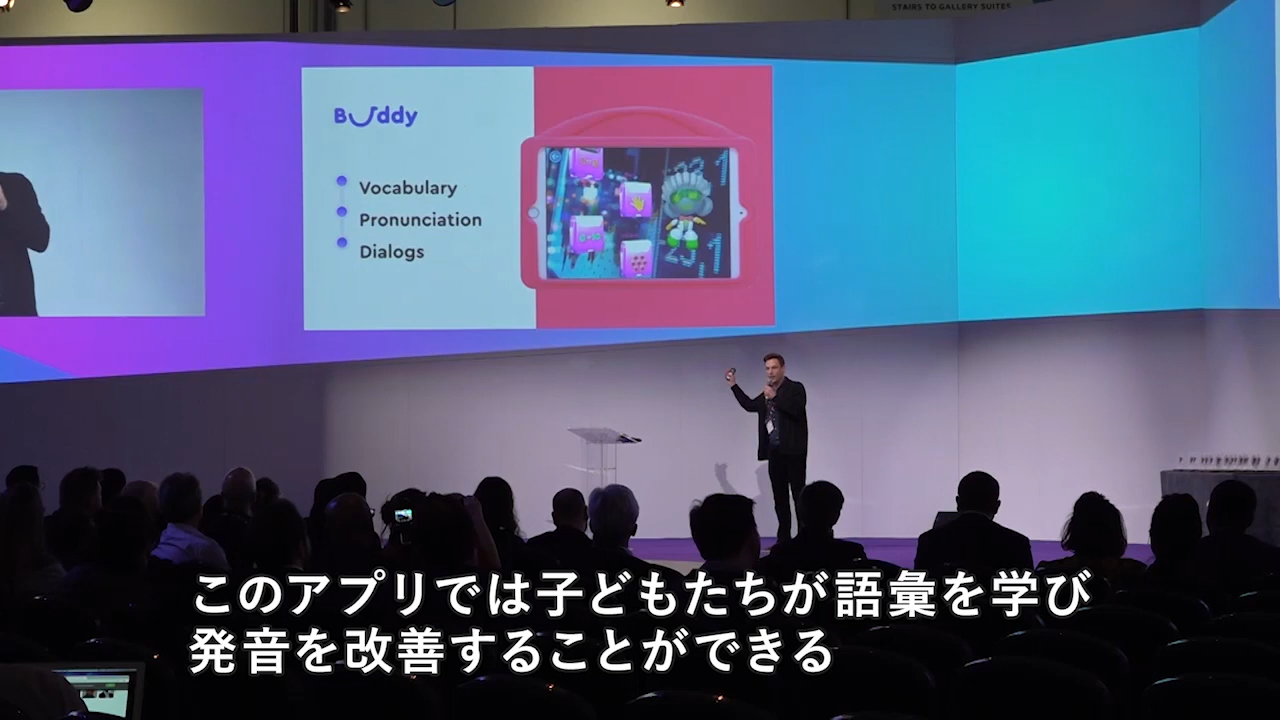 STAIRS TO GALLERY SUITES
Buddy
Vocabulary
Pronunciation
Dialogs
このアプリでは子どもたちが語彙を学び
発音を改善することができる